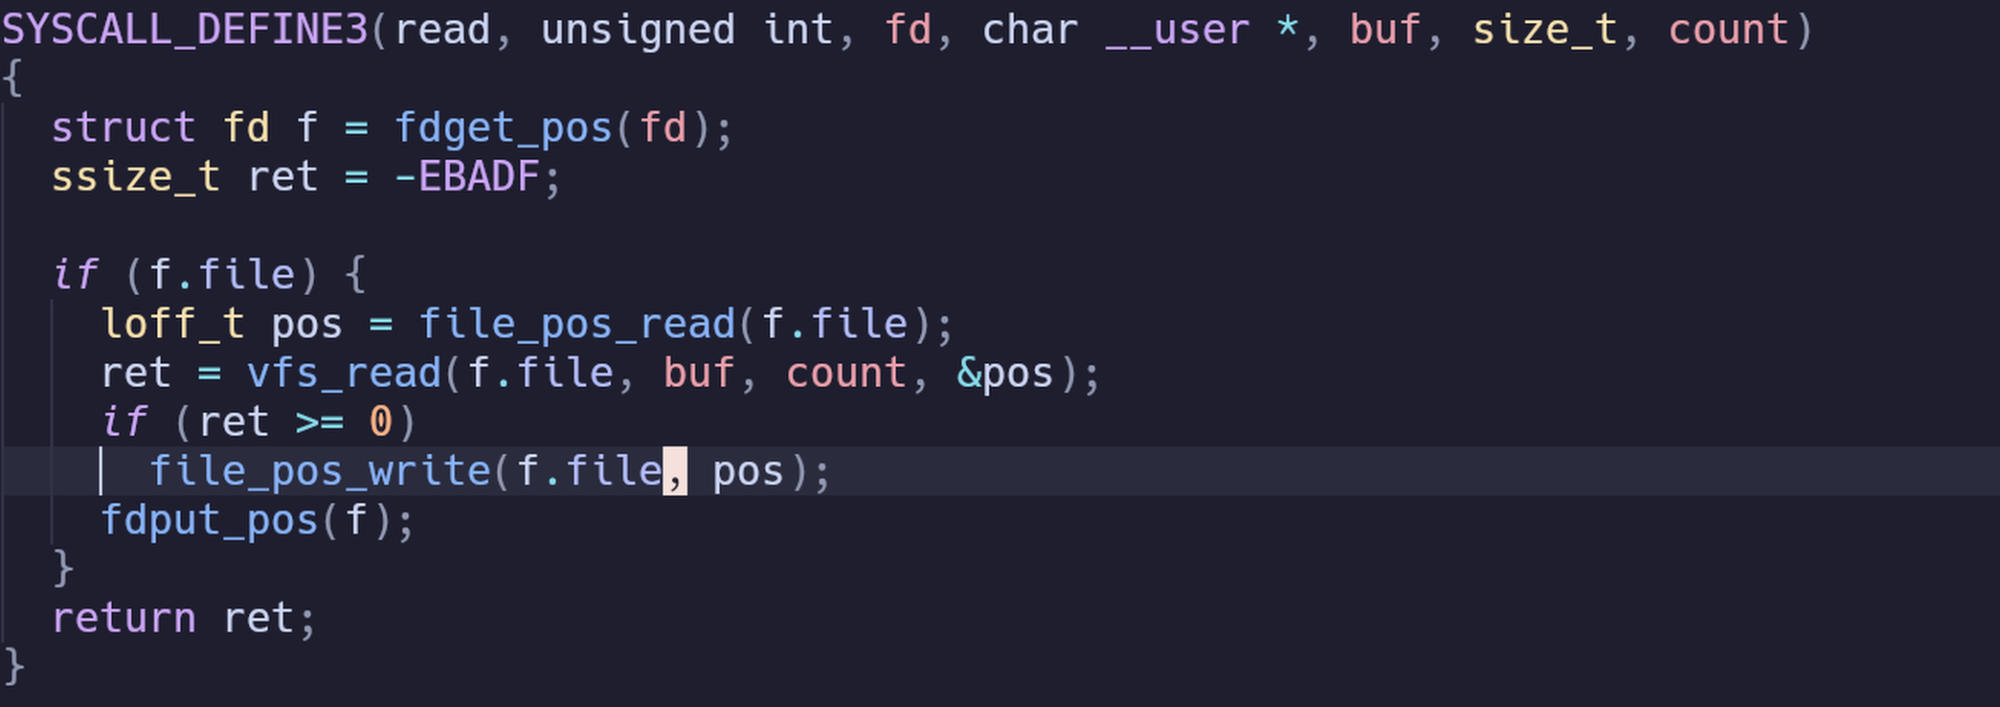 SYSCALL_DEFINE3(read, unsigned int, fd, char __user *, buf, size_t, count)
{
  struct fd f = fdget_pos(fd);
  ssize_t ret = -EBADF;

  if (f.file) {
    loff_t pos = file_pos_read(f.file);
    ret = vfs_read(f.file, buf, count, &pos);
    if (ret >= 0)
      file_pos_write(f.file, pos);
    fdput_pos(f);
  }
  return ret;
}